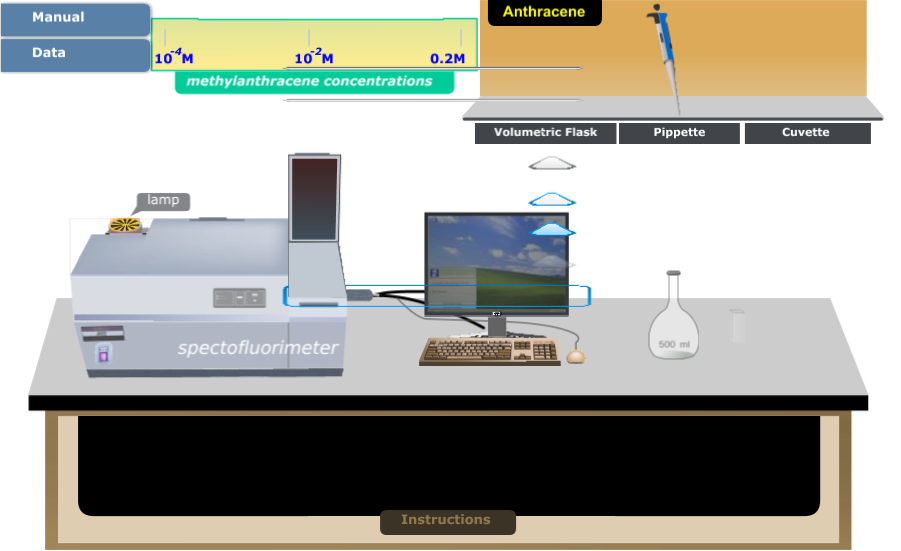 Manual
Data
10^-4M
10^-2M
0.2M
methylanthracene concentrations
Anthracene
Volumetric Flask
Pippette
Cuvette
lamp
spectofluorimeter
500 ml
Instructions